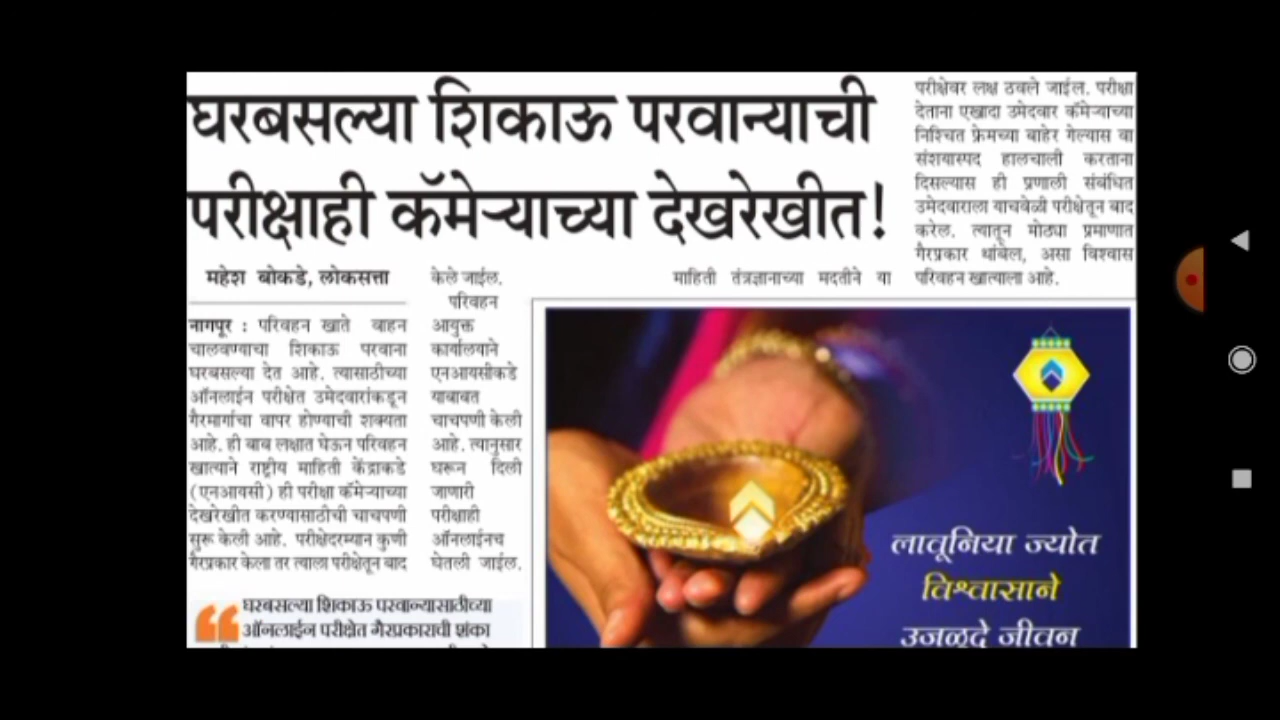 घरबसल्या शिकाऊ परवान्याची
परीक्षाही कॅमेऱ्याच्या देखरेखीत!
महेश बोकडे, लोकसत्ता
नागपूर : परिवहन खाते वाहन
चालवण्याचा शिकाऊ परवाना
घरबसल्या देत आहे. त्यासाठीच्या
ऑनलाईन परीक्षेत उमेदवारांकडून
गैरमार्गाचा वापर होण्याची शक्यता
आहे. ही बाब लक्षात घेऊन परिवहन
खात्याने राष्ट्रीय माहिती केंद्राकडे
(एनआयसी) ही परीक्षा कॅमेऱ्याच्या
देखरेखीत करण्यासाठीची चाचपणी
सुरू केली आहे. परीक्षेदरम्यान कुणी
गैरप्रकार केला तर त्याला परीक्षेतून बाद
केले जाईल.
परिवहन
आयुक्त
कार्यालयाने
एनआयसीकडे
याबाबत
चाचपणी केली
आहे. त्यानुसार
घरून दिली
जाणारी
परीक्षाही
ऑनलाईनच
घेतली जाईल.
माहिती तंत्रज्ञानाच्या मदतीने या
परीक्षेवर लक्ष ठेवले जाईल. परीक्षा
देताना एखादा उमेदवार कॅमेऱ्याच्या
निश्चित फ्रेमच्या बाहेर गेल्यास वा
संशयास्पद हालचाली करताना
दिसल्यास ही प्रणाली संबंधित
उमेदवाराला याचवेळी परीक्षेतून बाद
करेल. त्यातून मोठ्या प्रमाणात
गैरप्रकार थांबेल, असा विश्वास
परिवहन खात्याला आहे.
घरबसल्या शिकाऊ परवान्यासाठीच्या
ऑनलाईन परीक्षेत गैरप्रकाराची शंका
लावूनिया ज्योत
विश्वासाने
उजळूदे जीवन